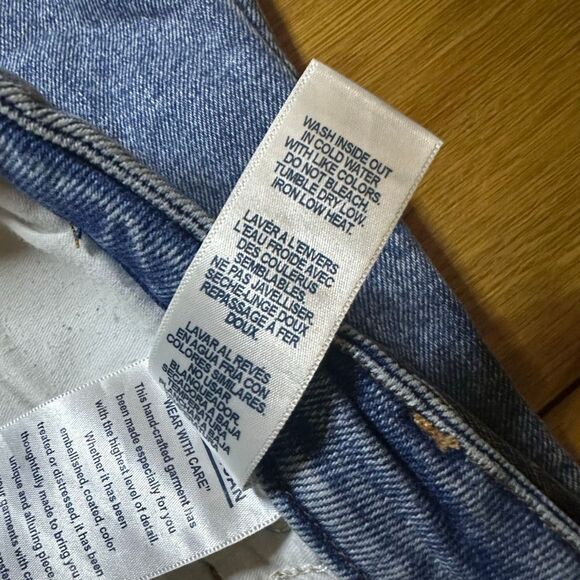 WASH INSIDE OUT
IN COLD WATER
WITH LIKE COLORS.
DO NOT BLEACH.
TUMBLE DRY LOW.
IRON LOW HEAT.
LAVER A L'ENVERS
L'EAU FROIDE AVEC
DES COULERUS
SEMBLABLES.
NE PAS JAVELLISER.
SÈCHE-LINGE DOUX
REPASSAGE A FER
DOUX.
LAVAR AL REVÉS
EN AGUA FRIA CON
COLORES SIMILARES.
NO USAR
BLANQUEADOR.
WEAR WITH CARE"
This hand-crafted garment has
been made especially for you
with the highest level of detail.
Whether it has been
embellished, coated, color
treated or distressed, it has been
thoughtfully made to bring you
unique and alluring piece